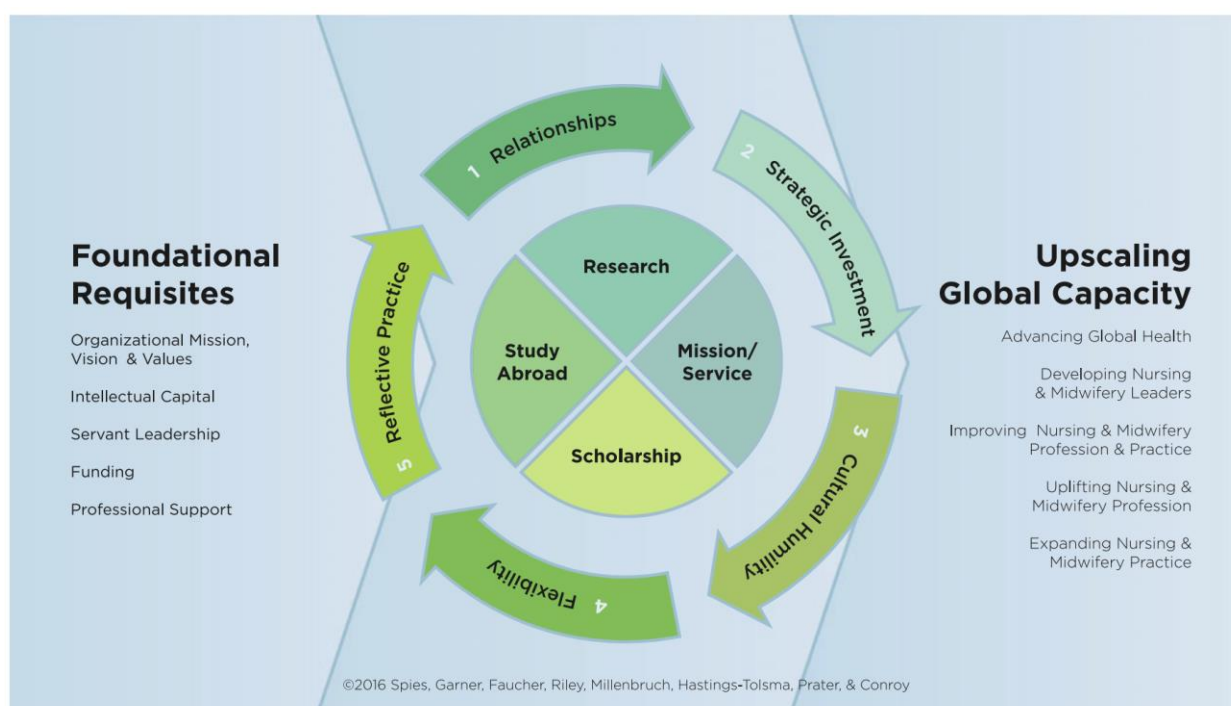 Foundational
Requisites
Organizational Mission,
Vision & Values
Intellectual Capital
Servant Leadership
Funding
Professional Support
1 Relationships
2 Strategic Investment
3 Cultural Humility
4 Flexibility
5 Reflective Practice
Research
Mission/
Service
Scholarship
Study
Abroad
Upscaling
Global Capacity
Advancing Global Health
Developing Nursing
& Midwifery Leaders
Improving Nursing & Midwifery
Profession & Practice
Uplifting Nursing &
Midwifery Profession
Expanding Nursing &
Midwifery Practice
©2016 Spies, Garner, Faucher, Riley, Millenbruch, Hastings-Tolsma, Prater, & Conroy